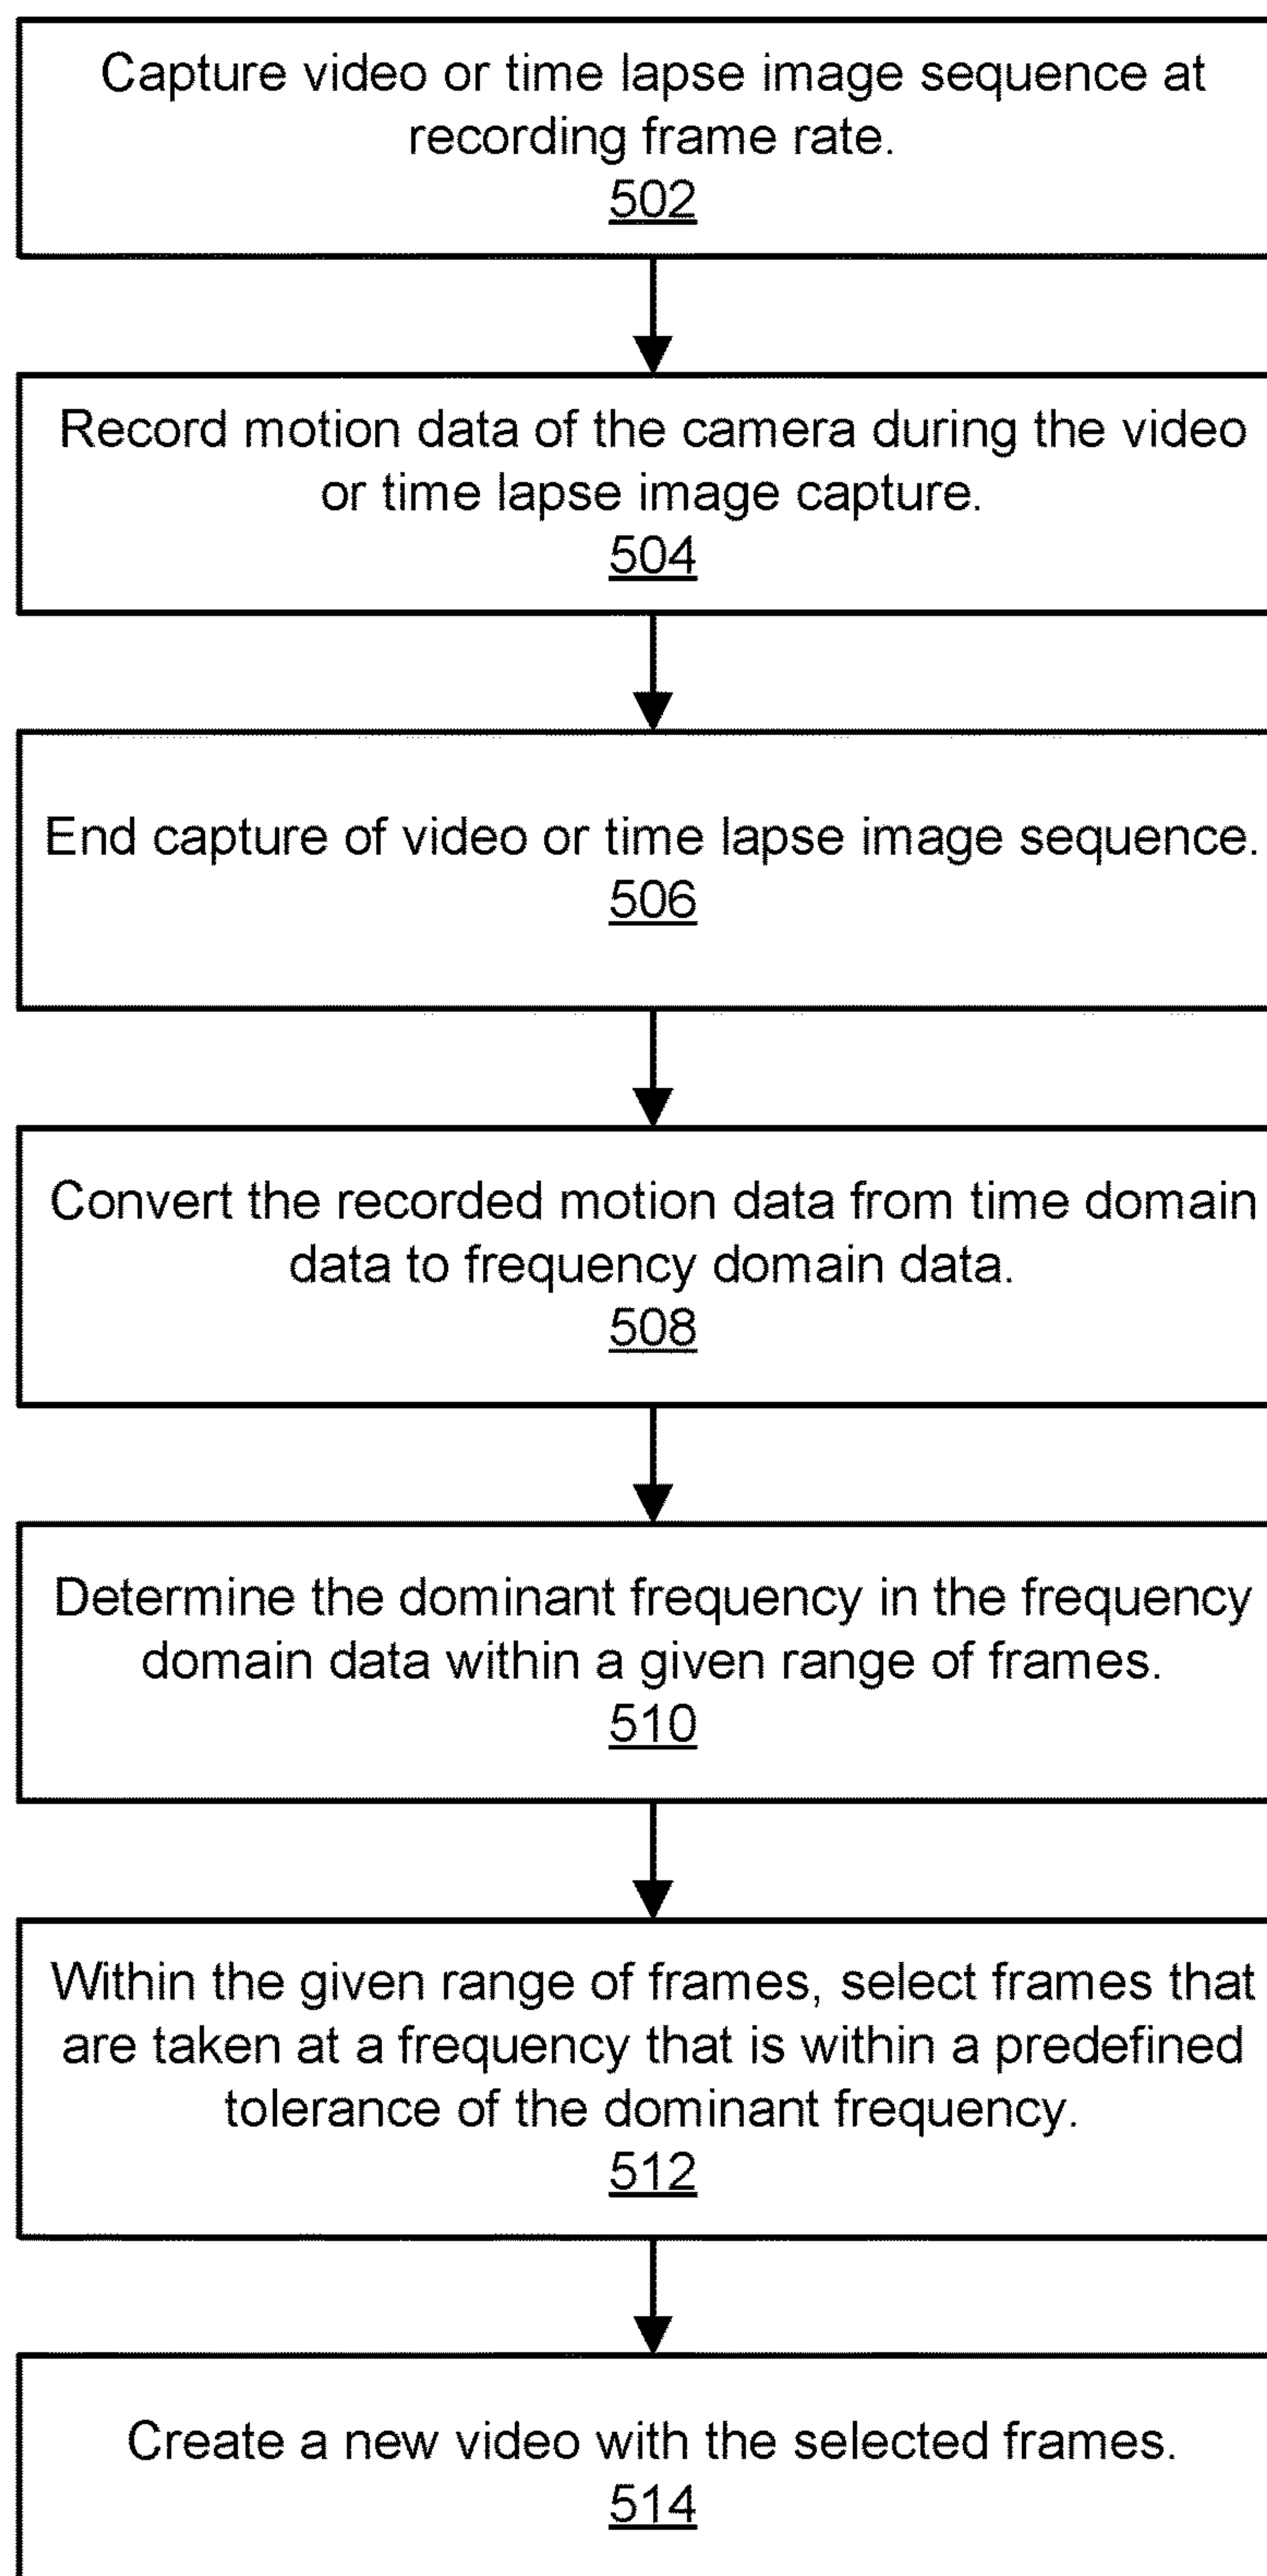 Capture video or time lapse image sequence at
recording frame rate.
502
Record motion data of the camera during the video
or time lapse image capture.
504
End capture of video or time lapse image sequence.
506
Convert the recorded motion data from time domain
data to frequency domain data.
508
Determine the dominant frequency in the frequency
domain data within a given range of frames.
510
Within the given range of frames, select frames that
are taken at a frequency that is within a predefined
tolerance of the dominant frequency.
512
Create a new video with the selected frames.
514